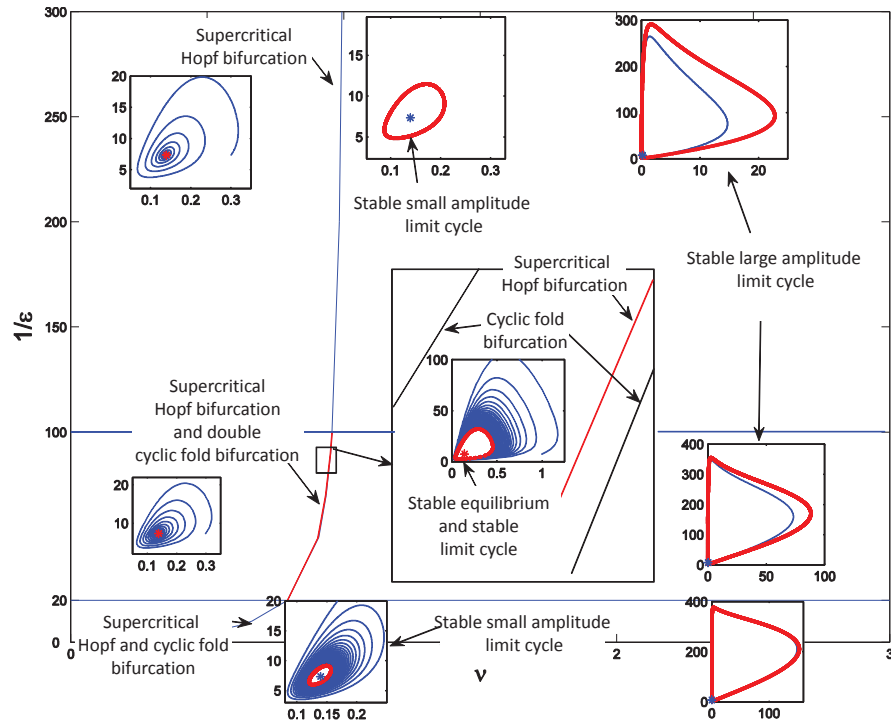 300
250
200
150
100
20
0
1/ε
0
2
3
ν
Supercritical
Hopf bifurcation
20
15
10
5
0.1
0.2
0.3
15
10
5
0.1
0.2
0.3
Stable small amplitude
limit cycle
300
200
100
0
0
10
20
Stable large amplitude
limit cycle
Supercritical
Hopf bifurcation
Cyclic fold
bifurcation
100
50
0
0
0.5
1
Stable equilibrium
and stable
limit cycle
Supercritical
Hopf bifurcation
and double
cyclic fold bifurcation
20
10
0.1
0.2
0.3
400
300
200
100
0
0
50
100
Supercritical
Hopf and cyclic fold
bifurcation
20
15
10
5
0.1
0.15
0.2
Stable small amplitude
limit cycle
400
200
0
0
100